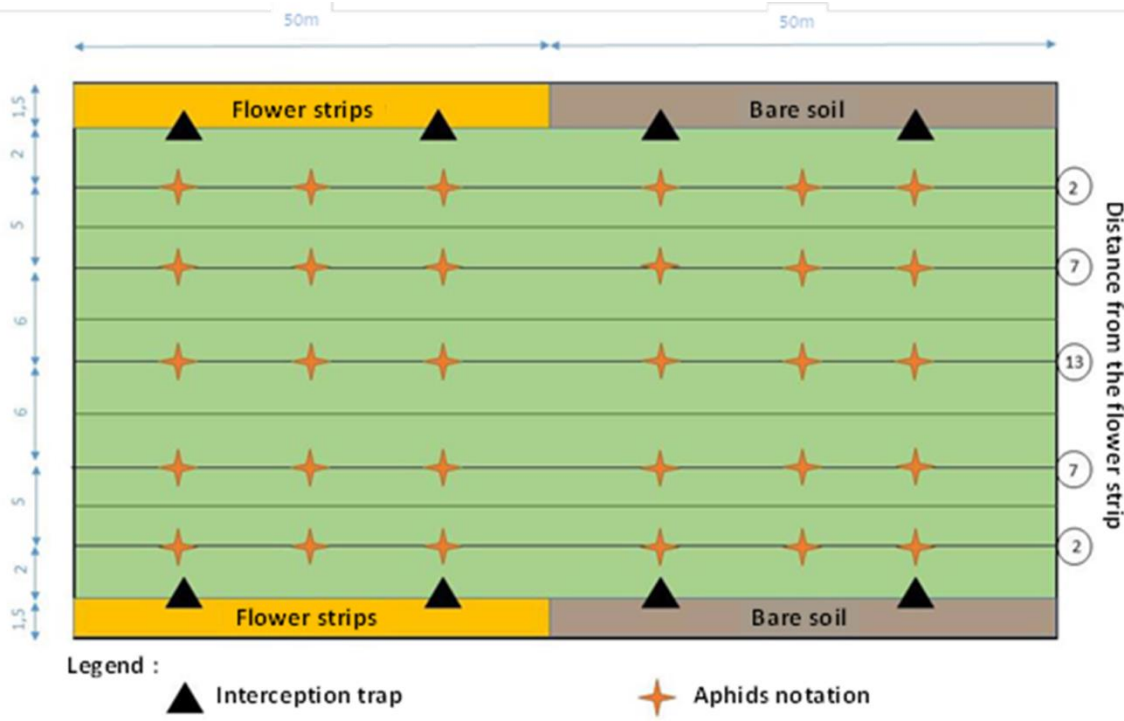 50m
50m
1,5
Flower strips
Bare soil
2
2
5
7
6
13
Distance from the flower strip
6
7
5
2
2
1,5
Flower strips
Bare soil
Legend :
Interception trap
Aphids notation